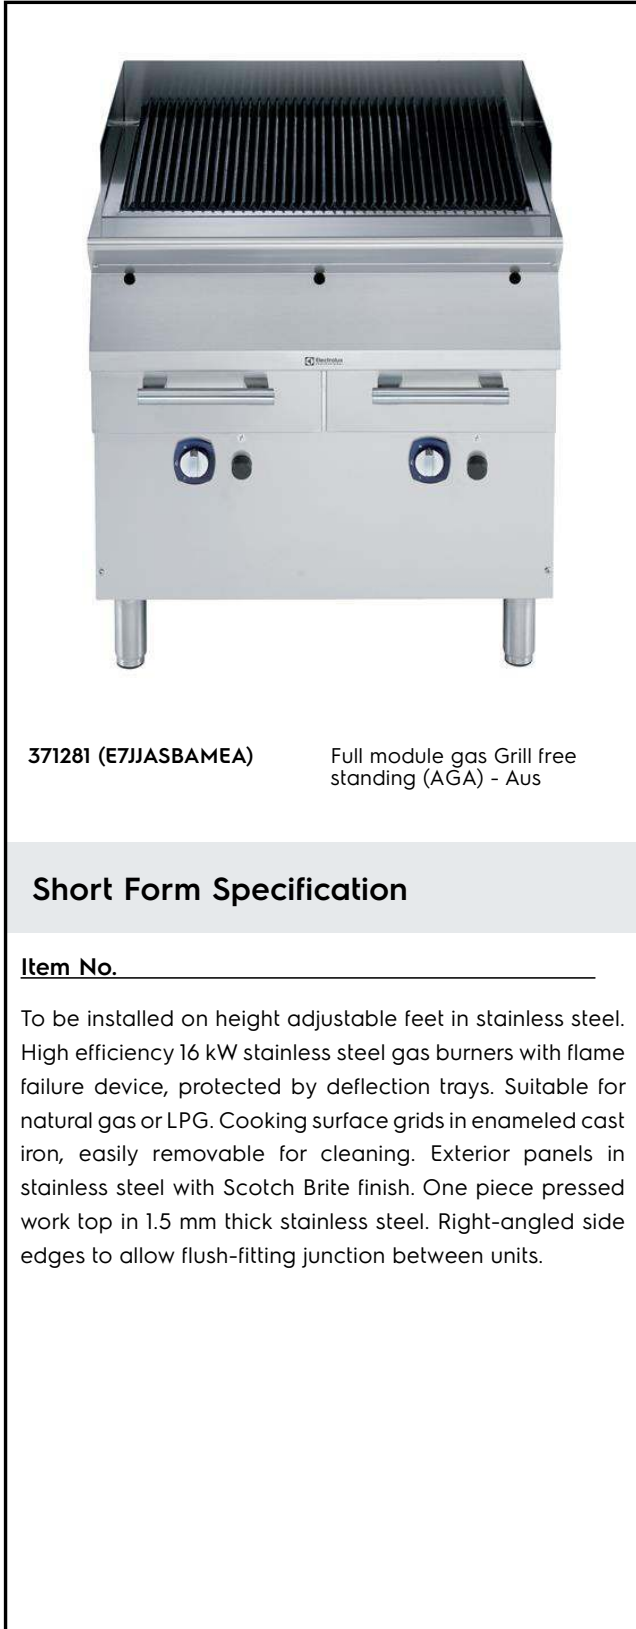 Electrolux
371281 (E7JJASBAMEA)
Full module gas Grill free
standing (AGA) - Aus
Short Form Specification
Item No.
To be installed on height adjustable feet in stainless steel.
High efficiency 16 kW stainless steel gas burners with flame
failure device, protected by deflection trays. Suitable for
natural gas or LPG. Cooking surface grids in enameled cast
iron, easily removable for cleaning. Exterior panels in
stainless steel with Scotch Brite finish. One piece pressed
work top in 1.5 mm thick stainless steel. Right-angled side
edges to allow flush-fitting junction between units.